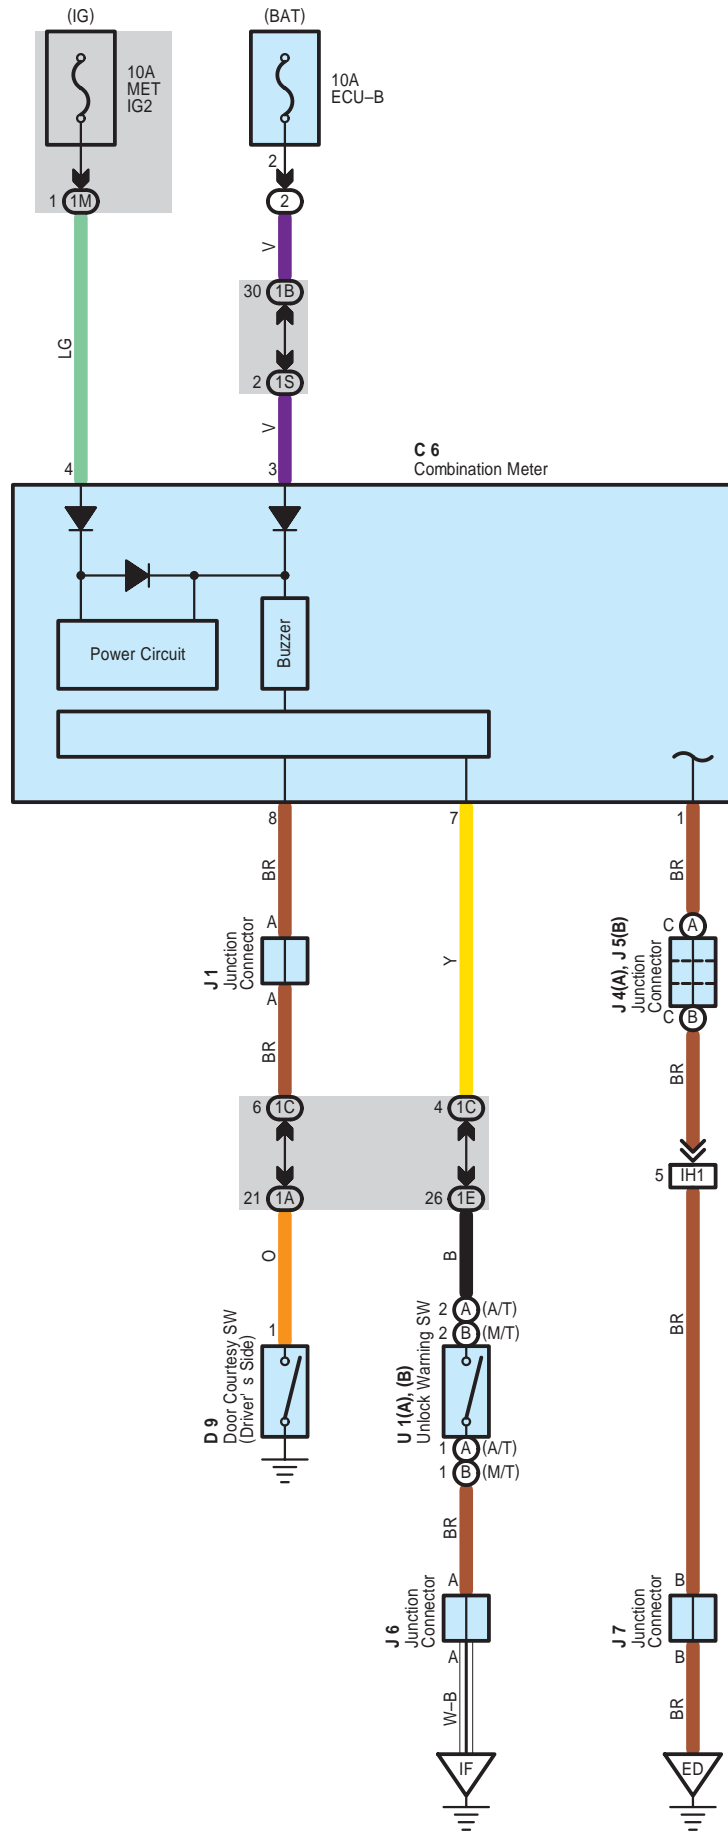 (IG)
(BAT)
10A
MET
IG2
10A
ECU–B
2
1 1M
2
V
30 1B
LG
2 1S
V
C 6
Combination Meter
4
3
Power Circuit
Buzzer
8
7
1
BR
BR
A
C A
J 1
Junction
Connector
J 4(A), J 5(B)
Junction
Connector
Y
A
C B
BR
BR
6 1C
4 1C
5 IH1
21 1A
26 1E
O
B
2 A (A/T)
2 B (M/T)
1
BR
D 9
Door Courtesy SW
(Driver' s Side)
U 1(A), (B)
Unlock Warning SW
1 A (A/T)
1 B (M/T)
BR
A
B
J 6
Junction
Connector
J 7
Junction
Connector
A
B
W–B
BR
IF
ED